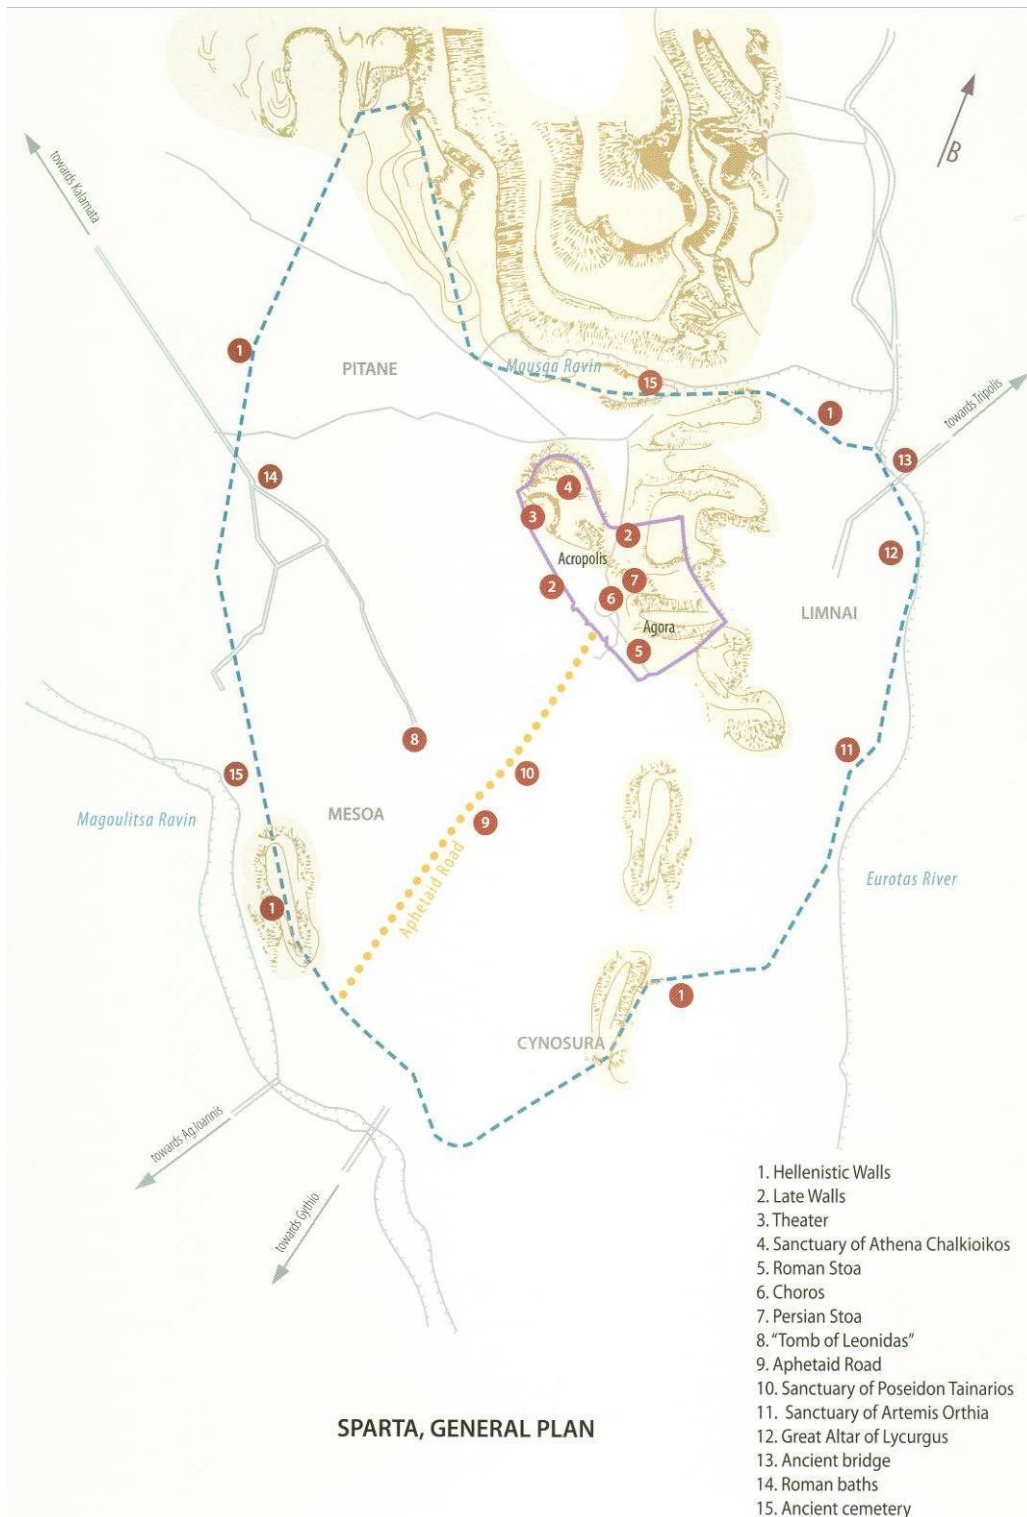 B
towards Kalamata
1
PITANE
Mousga Ravin
15
1
towards Tripolis
14
4
13
3
2
12
Acropolis
7
2
6
LIMNAI
Agora
5
8
11
15
10
MESOA
9
Magoulitsa Ravin
Aphetaid Road
Eurotas River
1
1
CYNOSURA
towards Ag.Ioannis
towards Gythio
1. Hellenistic Walls
2. Late Walls
3. Theater
4. Sanctuary of Athena Chalkioikos
5. Roman Stoa
6. Choros
7. Persian Stoa
8. "Tomb of Leonidas"
9. Aphetaid Road
10. Sanctuary of Poseidon Tainarios
11. Sanctuary of Artemis Orthia
12. Great Altar of Lycurgus
13. Ancient bridge
14. Roman baths
15. Ancient cemetery
SPARTA, GENERAL PLAN